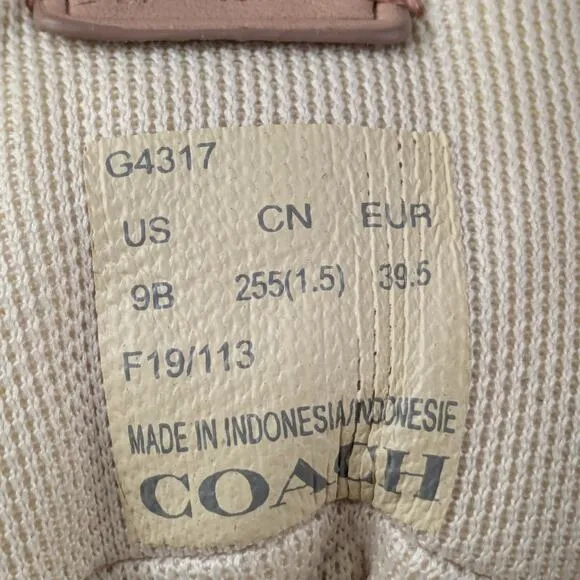 G4317
US CN EUR
9B 255(1.5) 39.5
F19/113
MADE IN INDONESIA/INDONESIE
COACH